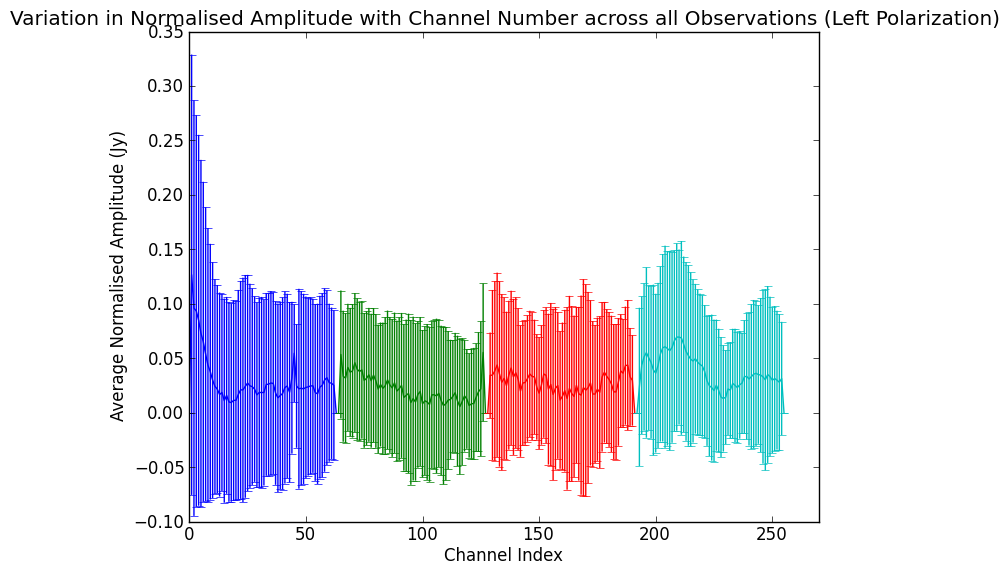 Variation in Normalised Amplitude with Channel Number across all Observations (Left Polarization)
0.35
0.30
0.25
0.20
0.15
0.10
0.05
0.00
−0.05
−0.10
Average Normalised Amplitude (Jy)
0 50 100 150 200 250
Channel Index